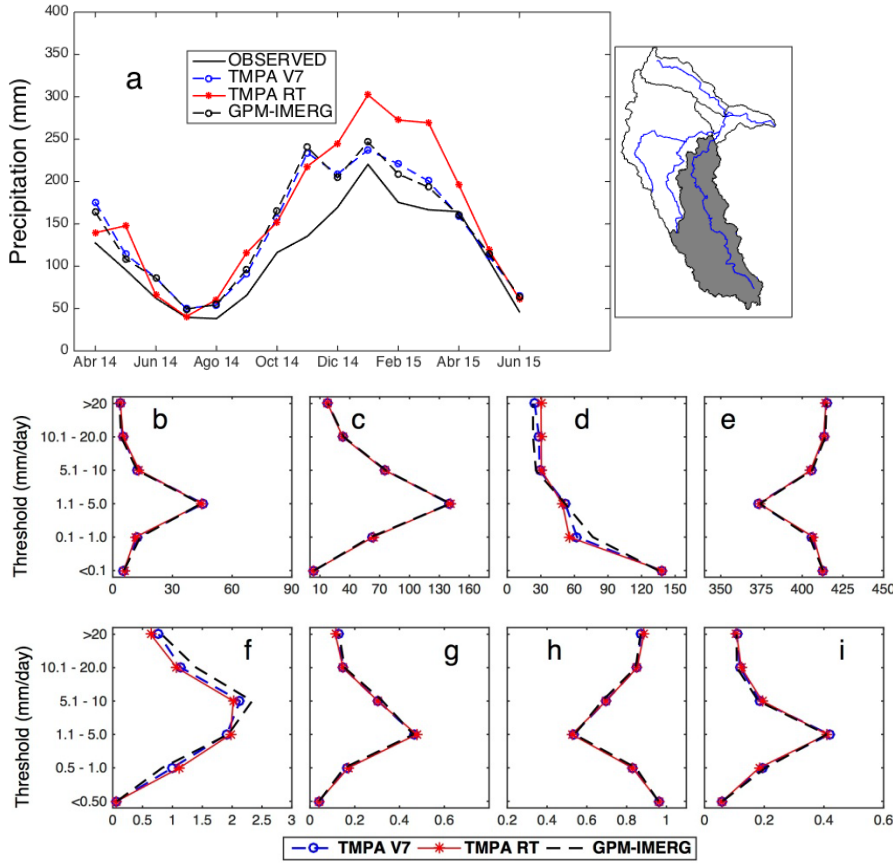 400
350
300
250
200
150
100
50
0
Precipitation (mm)
a
OBSERVED
TMPA V7
TMPA RT
GPM-IMERG
Abr 14 Jun 14 Ago 14 Oct 14 Dic 14 Feb 15 Abr 15 Jun 15
Threshold (mm/day)
>20
10.1 - 20.0
5.1 - 10
1.1 - 5.0
0.1 - 1.0
<0.1
b c d e
0 30 60 90
10 40 70 100 130 160
0 30 60 90 120 150
350 375 400 425 450
Threshold (mm/day)
>20
10.1 - 20.0
5.1 - 10
1.1 - 5.0
0.5 - 1.0
<0.50
f g h i
0 0.5 1 1.5 2 2.5 3
0 0.2 0.4 0.6 0.8
0.2 0.4 0.6 0.8 1
0 0.2 0.4 0.6
TMPA V7 TMPA RT GPM-IMERG